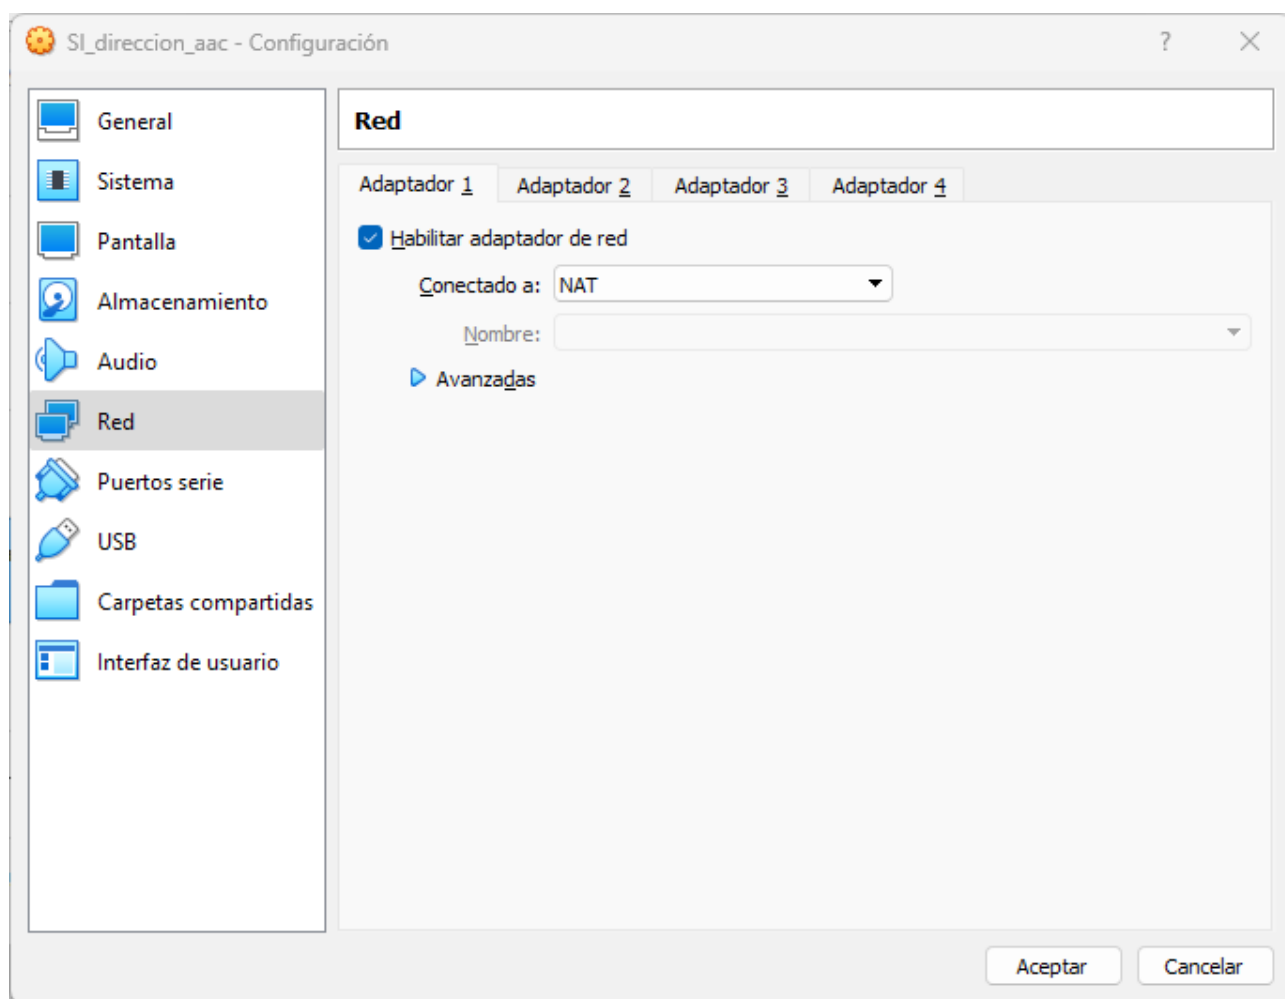 SI_direccion_aac - Configuración
?
General
Sistema
Pantalla
Almacenamiento
Audio
Red
Puertos serie
USB
Carpetas compartidas
Interfaz de usuario
Red
Adaptador 1 Adaptador 2 Adaptador 3 Adaptador 4
Habilitar adaptador de red
Conectado a: NAT
Nombre:
Avanzadas
Aceptar Cancelar